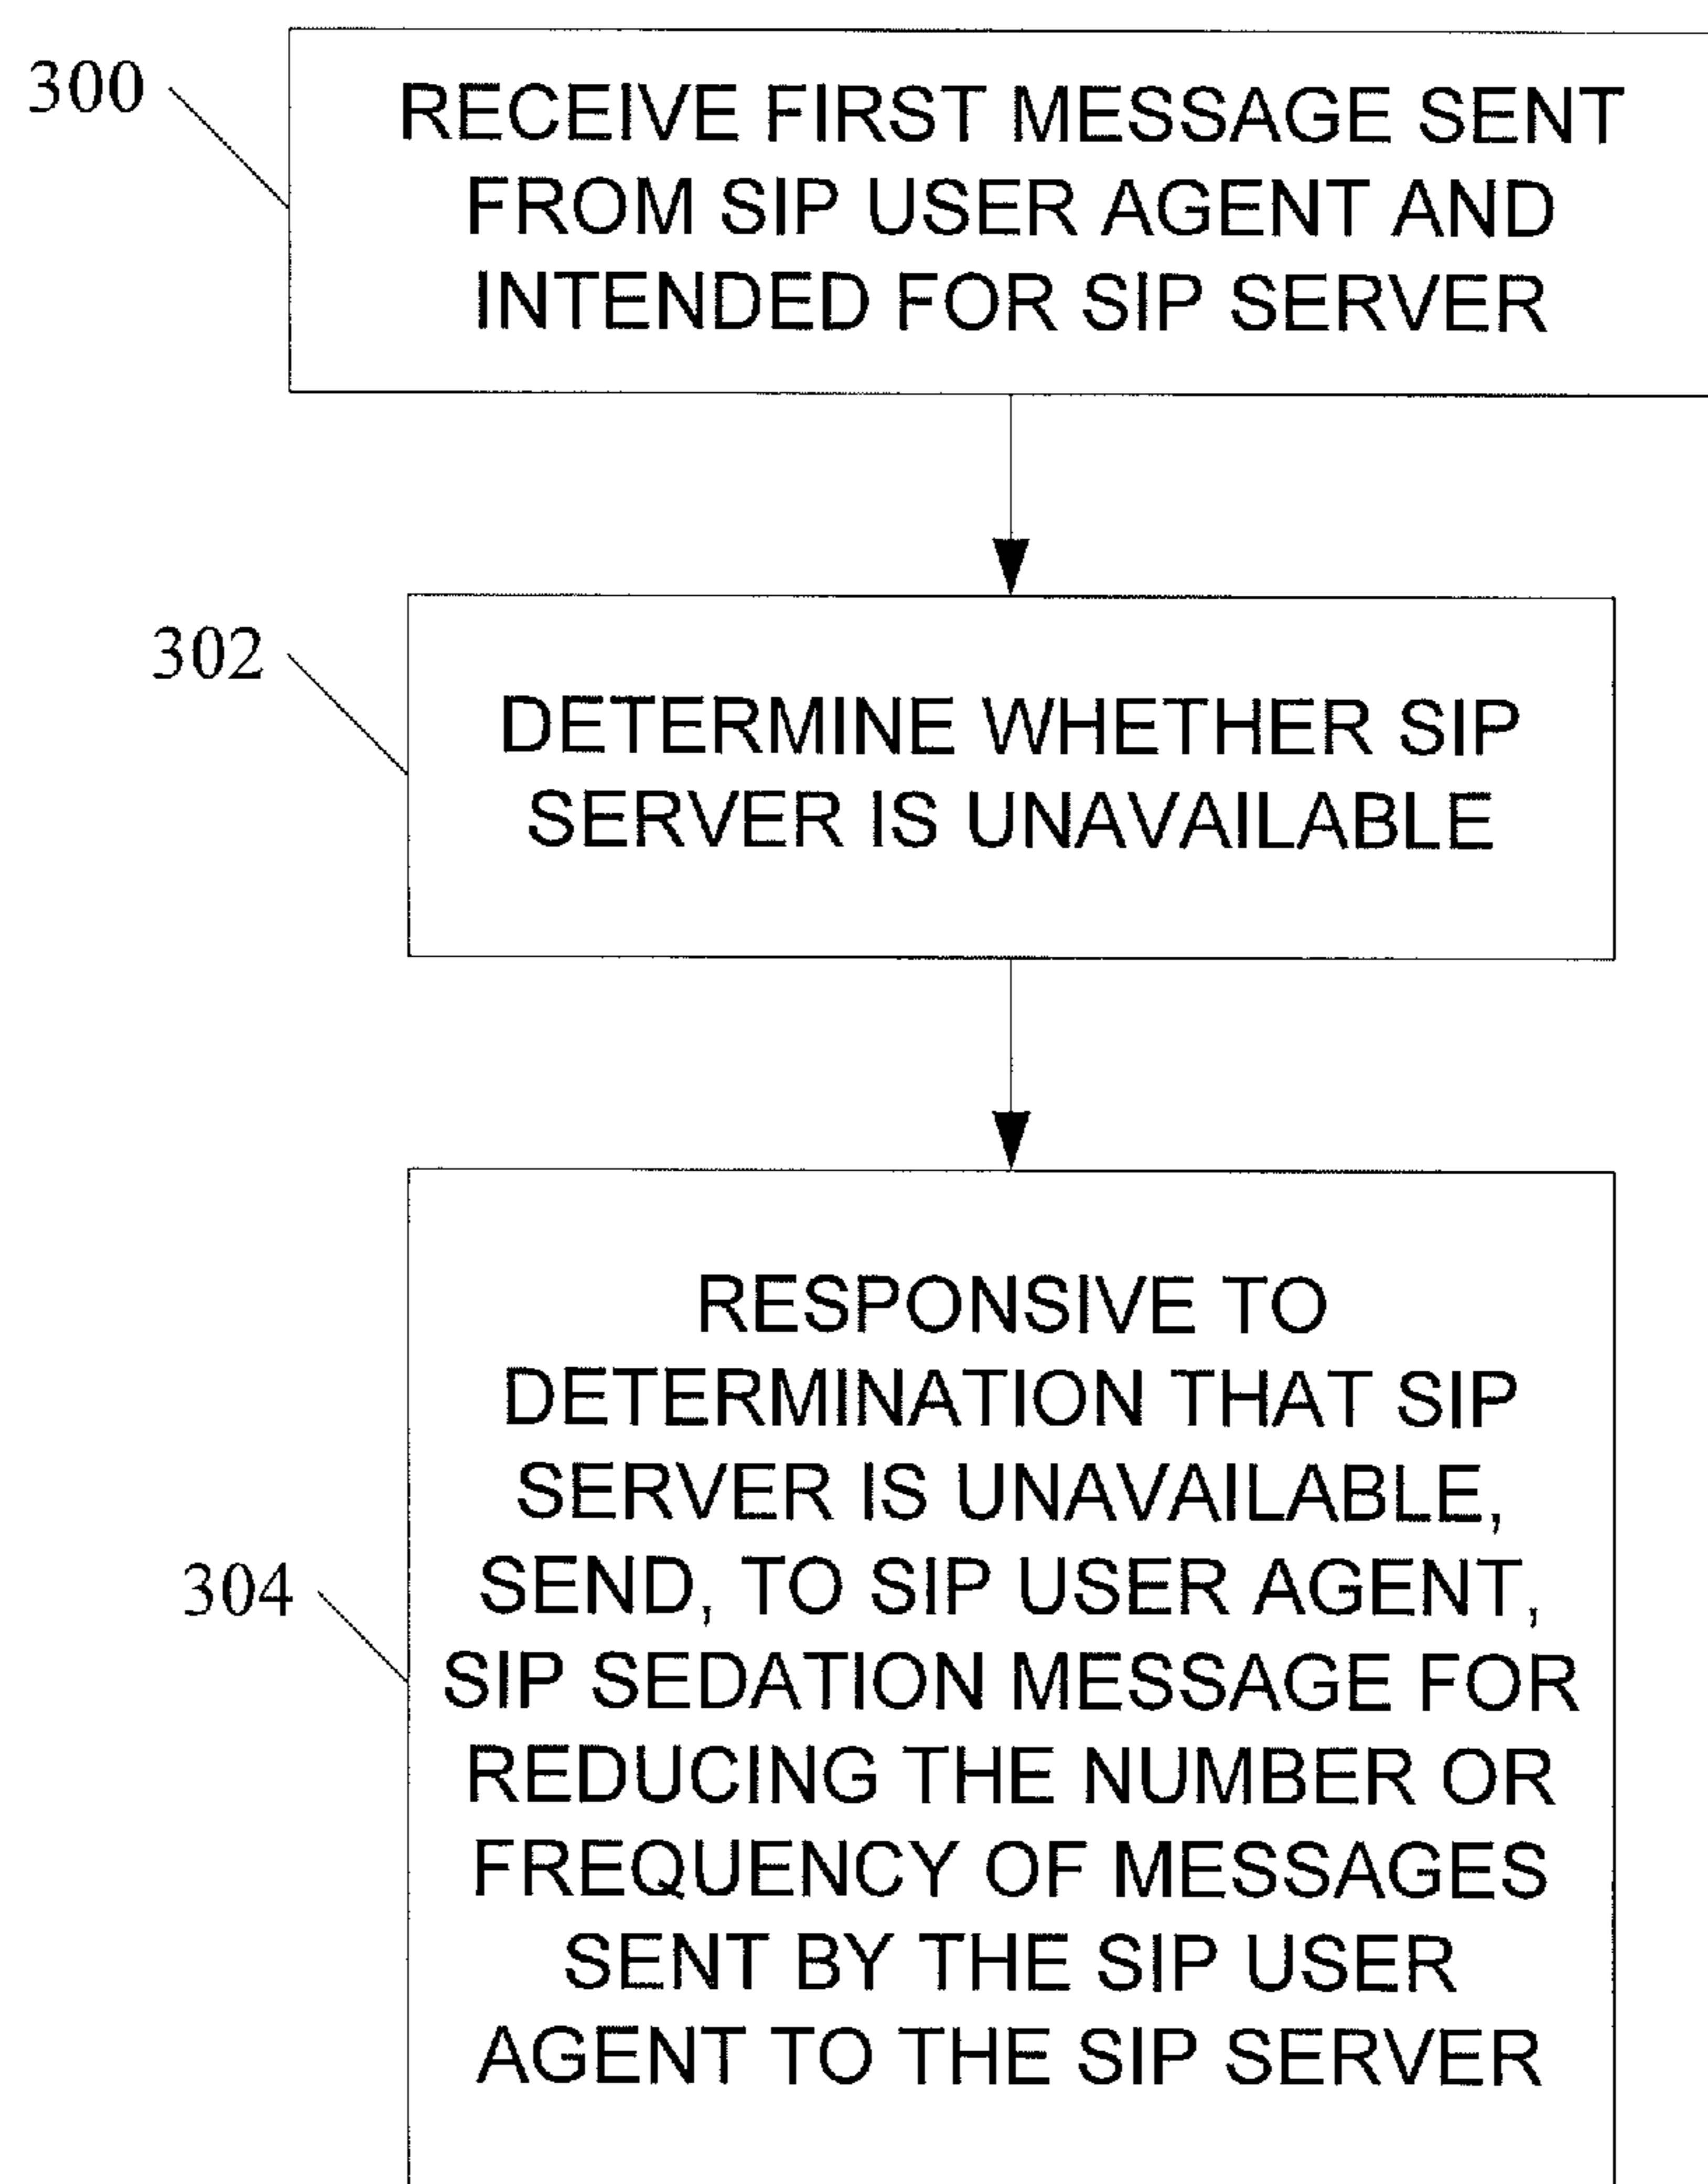 300
RECEIVE FIRST MESSAGE SENT
FROM SIP USER AGENT AND
INTENDED FOR SIP SERVER
302
DETERMINE WHETHER SIP
SERVER IS UNAVAILABLE
304
RESPONSIVE TO
DETERMINATION THAT SIP
SERVER IS UNAVAILABLE,
SEND, TO SIP USER AGENT,
SIP SEDATION MESSAGE FOR
REDUCING THE NUMBER OR
FREQUENCY OF MESSAGES
SENT BY THE SIP USER
AGENT TO THE SIP SERVER